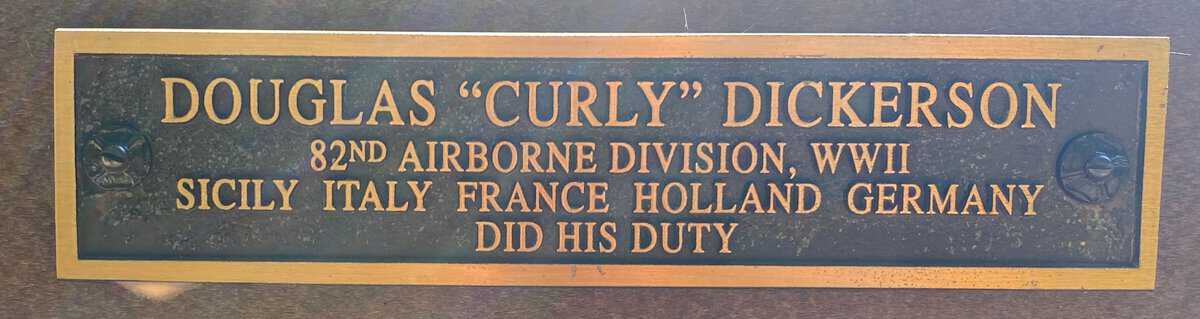 DOUGLAS “CURLY” DICKERSON
82ND AIRBORNE DIVISION, WWII
SICILY ITALY FRANCE HOLLAND GERMANY
DID HIS DUTY